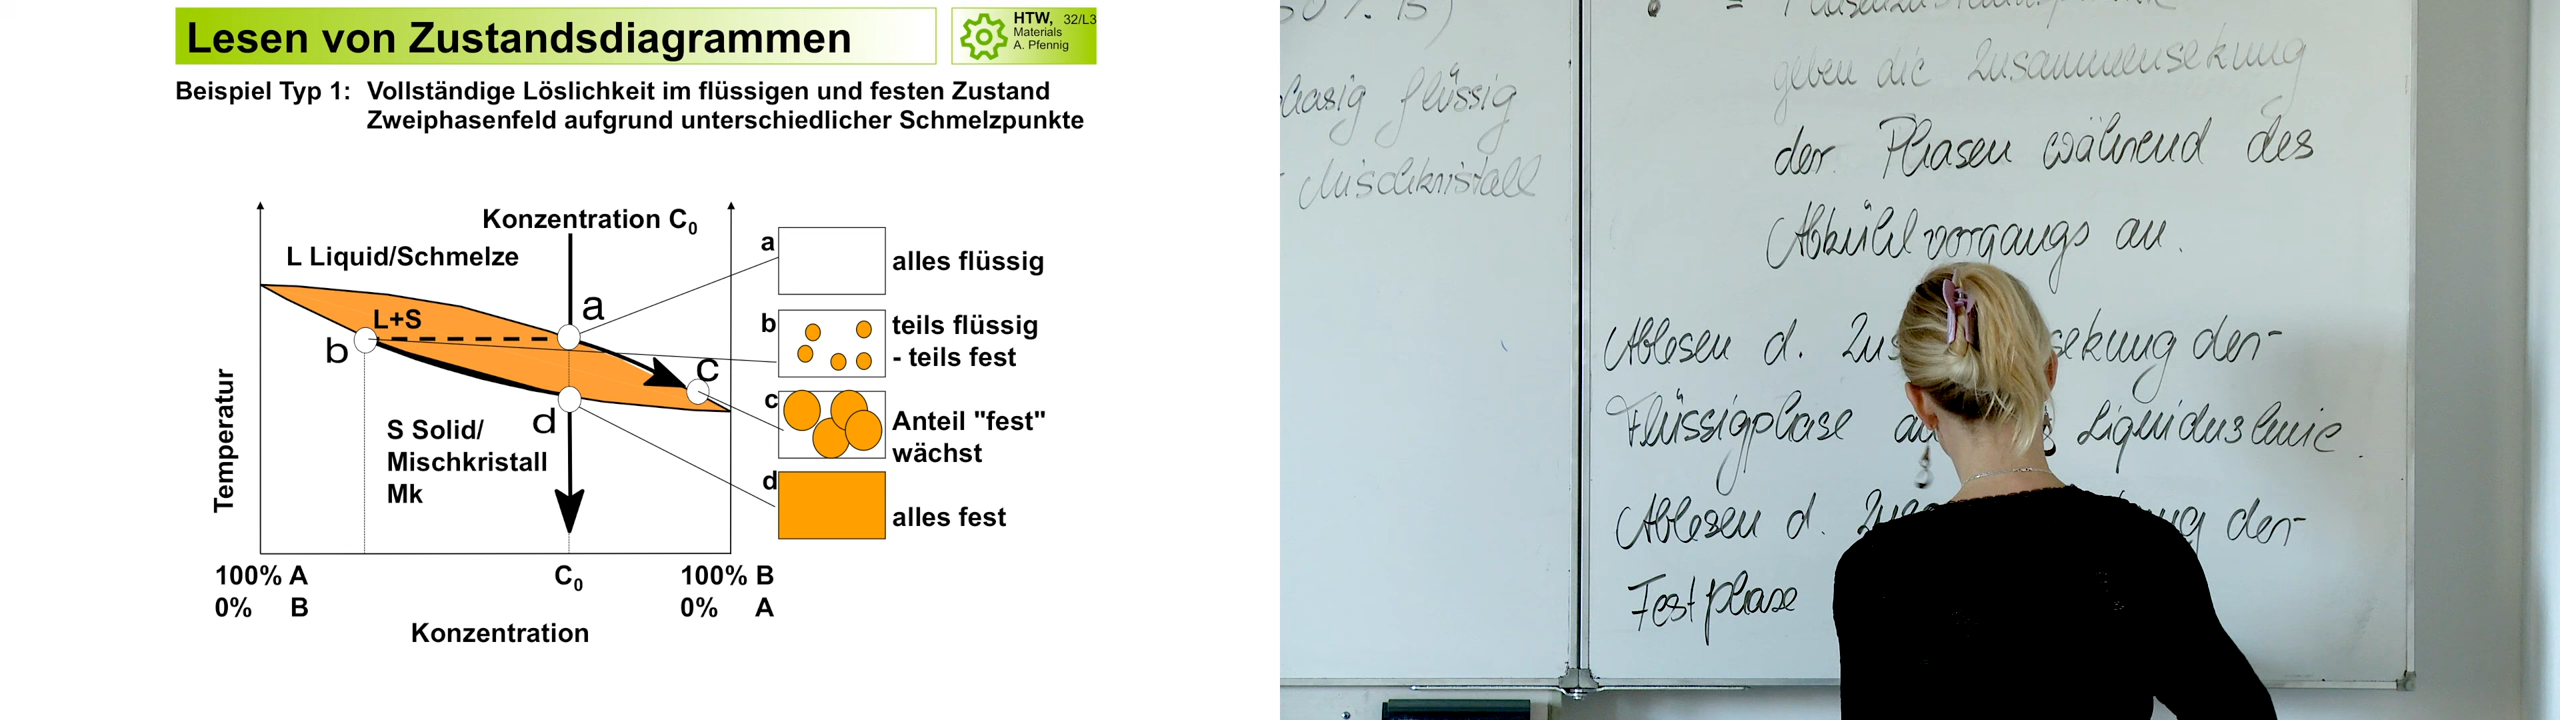 Lesen von Zustandsdiagrammen
HTW, 32/L3
Materials
A. Pfennig
Beispiel Typ 1: Vollständige Löslichkeit im flüssigen und festen Zustand
Zweiphasenfeld aufgrund unterschiedlicher Schmelzpunkte
Konzentration C0
L Liquid/Schmelze
L+S
a
b
c
d
S Solid/
Mischkristall
Mk
Temperatur
100% A
0% B
C0
100% B
0% A
Konzentration
a
alles flüssig
b
teils flüssig
- teils fest
c
Anteil "fest"
wächst
d
alles fest
flüssig
Mischkristall
geben die Zusammensetzung
der Phasen während des
Abkühlvorgangs an.
Ablesen d. der
Flüssigphase Liquiduslinie
Ablesen d. der
Festphase